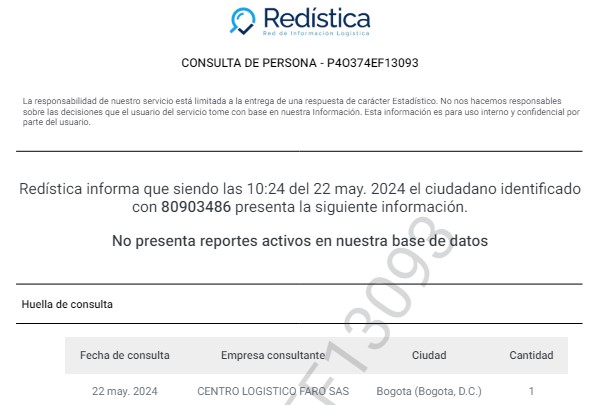 Redística
Red de Información Logística
CONSULTA DE PERSONA - P4O374EF13093
La responsabilidad de nuestro servicio está limitada a la entrega de una respuesta de carácter Estadístico. No nos hacemos responsables
sobre las decisiones que el usuario del servicio tome con base en nuestra Información. Esta información es para uso interno y confidencial por
parte del usuario.
Redística informa que siendo las 10:24 del 22 may. 2024 el ciudadano identificado
con 80903486 presenta la siguiente información.
No presenta reportes activos en nuestra base de datos
Huella de consulta
Fecha de consulta Empresa consultante Ciudad Cantidad
22 may. 2024 CENTRO LOGISTICO FARO SAS Bogota (Bogota, D.C.) 1
EF13093